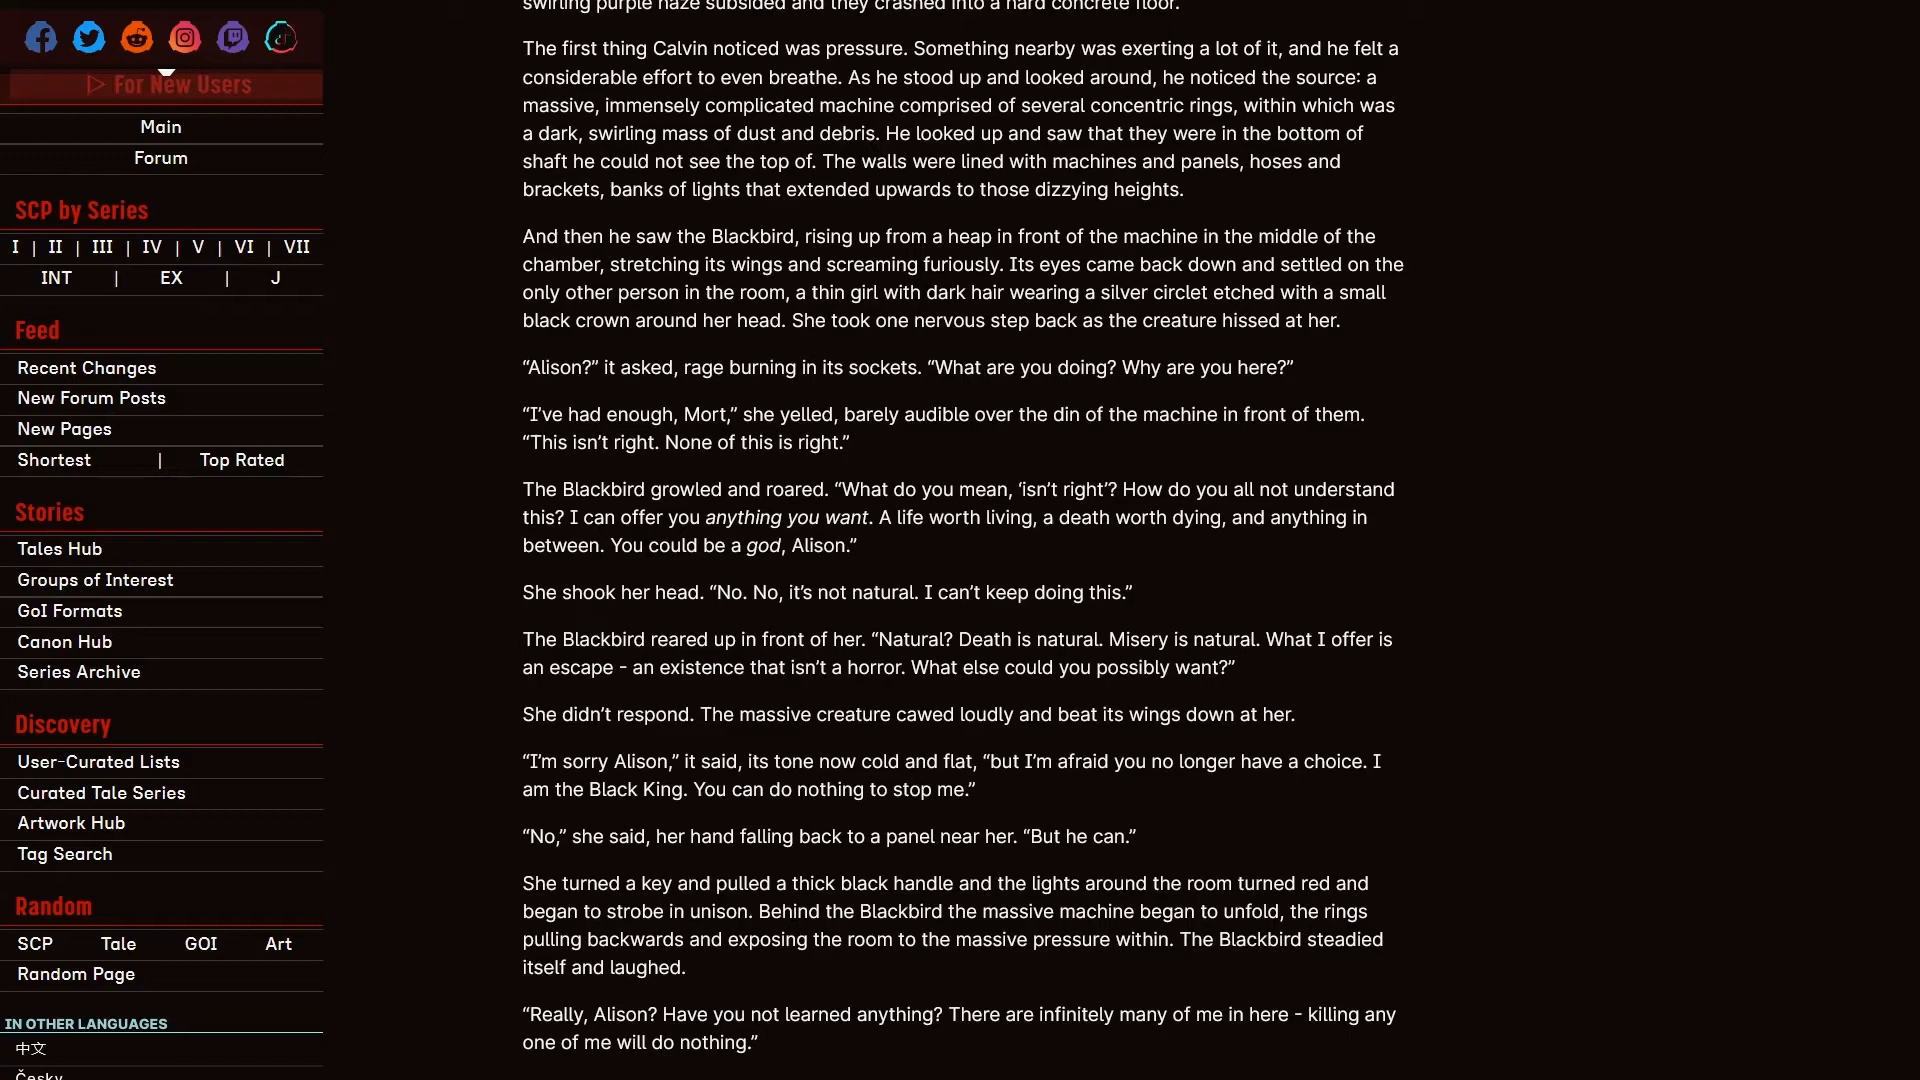 For New Users
Main
Forum
SCP by Series
I | II | III | IV | V | VI | VII
INT | EX | J
Feed
Recent Changes
New Forum Posts
New Pages
Shortest | Top Rated
Stories
Tales Hub
Groups of Interest
GoI Formats
Canon Hub
Series Archive
Discovery
User-Curated Lists
Curated Tale Series
Artwork Hub
Tag Search
Random
SCP Tale GOI Art
Random Page
IN OTHER LANGUAGES
中文
Česky
swirling purple haze subsided and they crashed into a hard concrete floor.
The first thing Calvin noticed was pressure. Something nearby was exerting a lot of it, and he felt a
considerable effort to even breathe. As he stood up and looked around, he noticed the source: a
massive, immensely complicated machine comprised of several concentric rings, within which was
a dark, swirling mass of dust and debris. He looked up and saw that they were in the bottom of
shaft he could not see the top of. The walls were lined with machines and panels, hoses and
brackets, banks of lights that extended upwards to those dizzying heights.
And then he saw the Blackbird, rising up from a heap in front of the machine in the middle of the
chamber, stretching its wings and screaming furiously. Its eyes came back down and settled on the
only other person in the room, a thin girl with dark hair wearing a silver circlet etched with a small
black crown around her head. She took one nervous step back as the creature hissed at her.
“Alison?” it asked, rage burning in its sockets. “What are you doing? Why are you here?”
“I’ve had enough, Mort,” she yelled, barely audible over the din of the machine in front of them.
“This isn’t right. None of this is right.”
The Blackbird growled and roared. “What do you mean, ‘isn’t right’? How do you all not understand
this? I can offer you anything you want. A life worth living, a death worth dying, and anything in
between. You could be a god, Alison.”
She shook her head. “No. No, it’s not natural. I can’t keep doing this.”
The Blackbird reared up in front of her. “Natural? Death is natural. Misery is natural. What I offer is
an escape - an existence that isn’t a horror. What else could you possibly want?”
She didn’t respond. The massive creature cawed loudly and beat its wings down at her.
“I’m sorry Alison,” it said, its tone now cold and flat, “but I’m afraid you no longer have a choice. I
am the Black King. You can do nothing to stop me.”
“No,” she said, her hand falling back to a panel near her. “But he can.”
She turned a key and pulled a thick black handle and the lights around the room turned red and
began to strobe in unison. Behind the Blackbird the massive machine began to unfold, the rings
pulling backwards and exposing the room to the massive pressure within. The Blackbird steadied
itself and laughed.
“Really, Alison? Have you not learned anything? There are infinitely many of me in here - killing any
one of me will do nothing.”